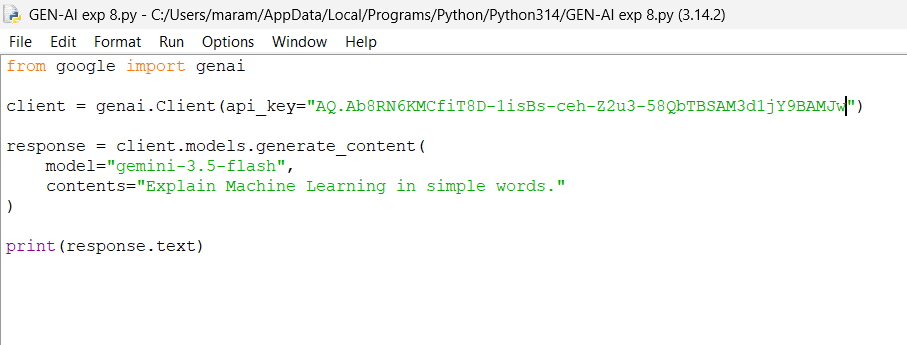 GEN-AI exp 8.py - C:/Users/maram/AppData/Local/Programs/Python/Python314/GEN-AI exp 8.py (3.14.2)
File Edit Format Run Options Window Help
from google import genai
client = genai.Client(api_key="AQ.Ab8RN6KMCfiT8D-1isBs-ceh-Z2u3-58QbTBSAM3d1jY9BAMJw")
response = client.models.generate_content(
    model="gemini-3.5-flash",
    contents="Explain Machine Learning in simple words."
)
print(response.text)